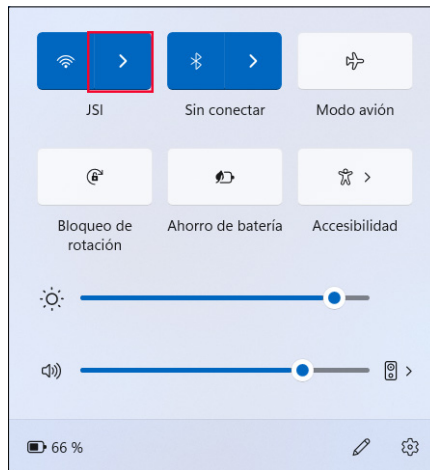 JSI
Sin conectar
Modo avión
Bloqueo de
rotación
Ahorro de batería
Accesibilidad
66 %